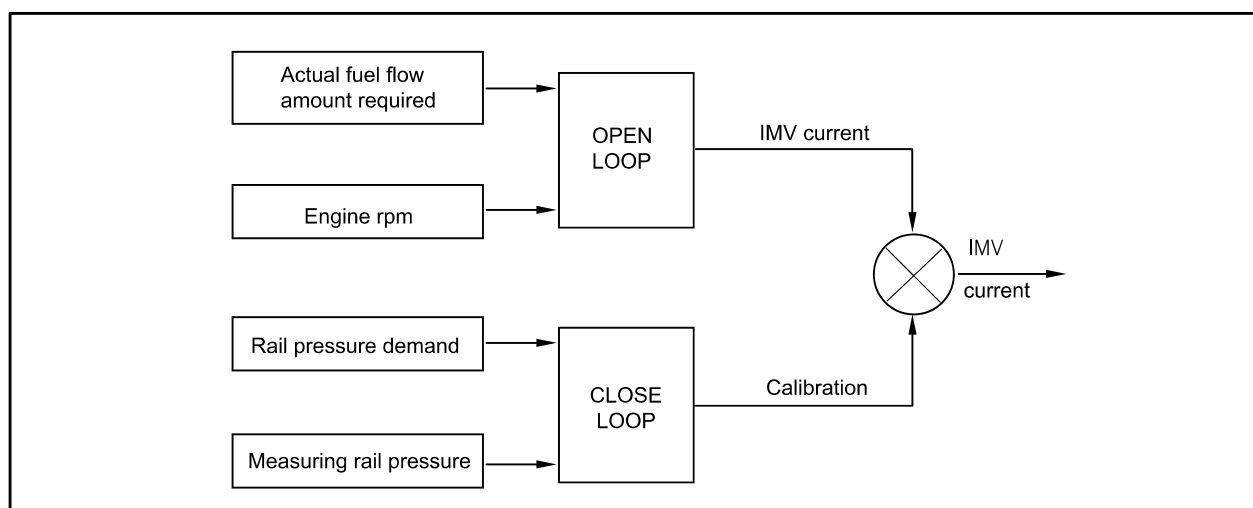 Actual fuel flow
amount required
Engine rpm
OPEN
LOOP
IMV current
Rail pressure demand
Measuring rail pressure
CLOSE
LOOP
Calibration
IMV
current